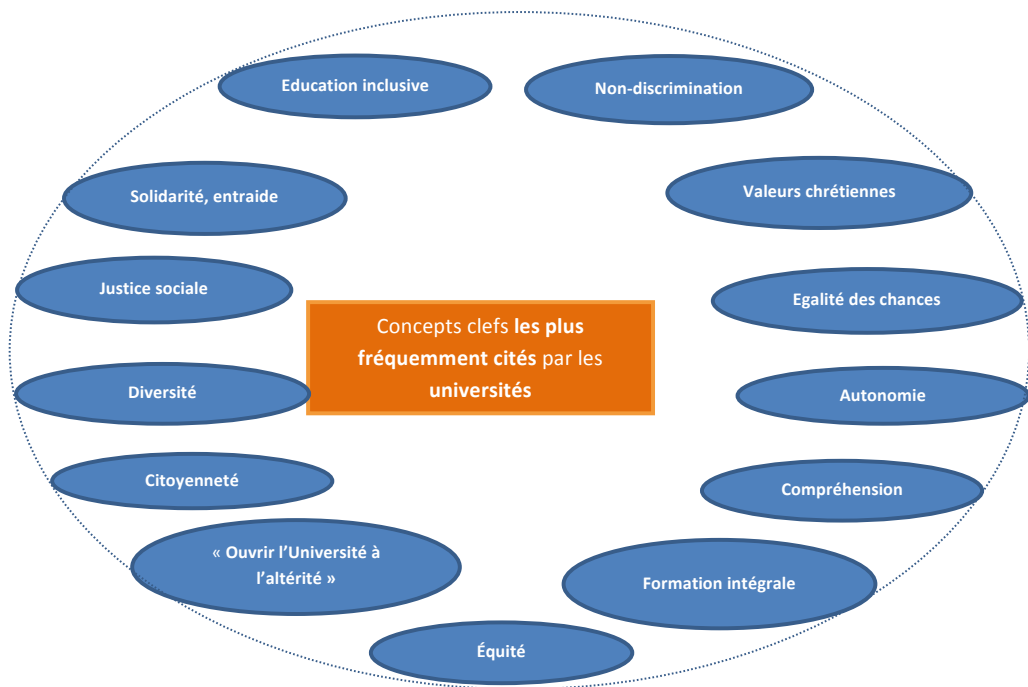 Education inclusive
Non-discrimination
Solidarité, entraide
Valeurs chrétiennes
Justice sociale
Egalité des chances
Concepts clefs les plus
fréquemment cités par les
universités
Diversité
Autonomie
Citoyenneté
Compréhension
« Ouvrir l’Université à
l’altérité »
Formation intégrale
Équité